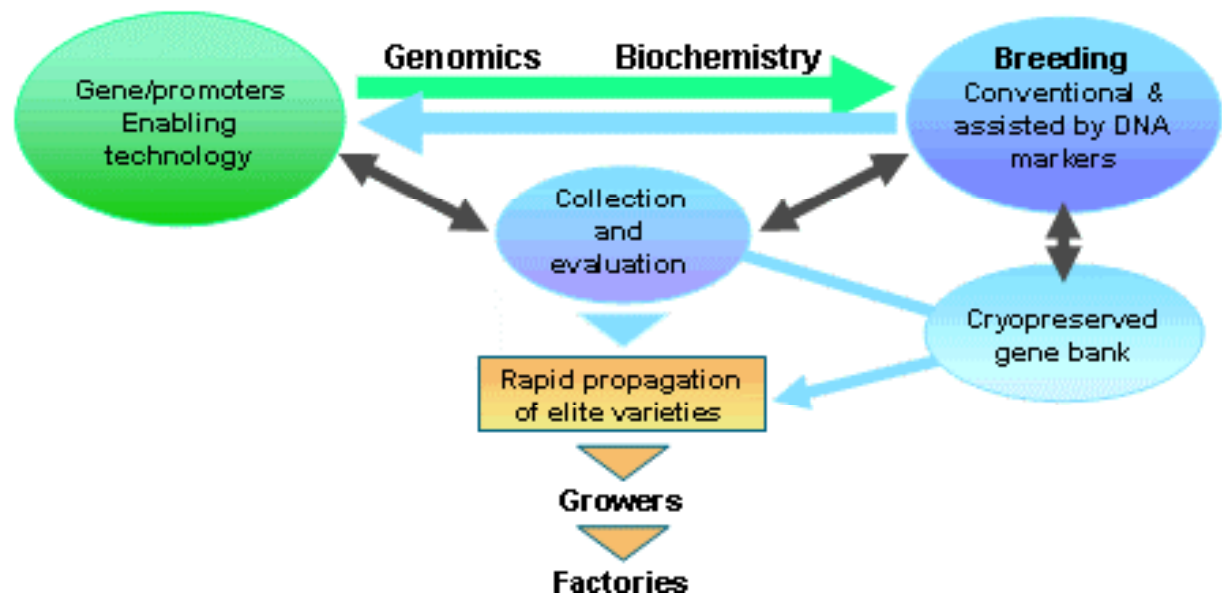 Genomics Biochemistry
Gene/promoters
Enabling
technology
Breeding
Conventional &
assisted by DNA
markers
Collection
and
evaluation
Cryopreserved
gene bank
Rapid propagation
of elite varieties
Growers
Factories